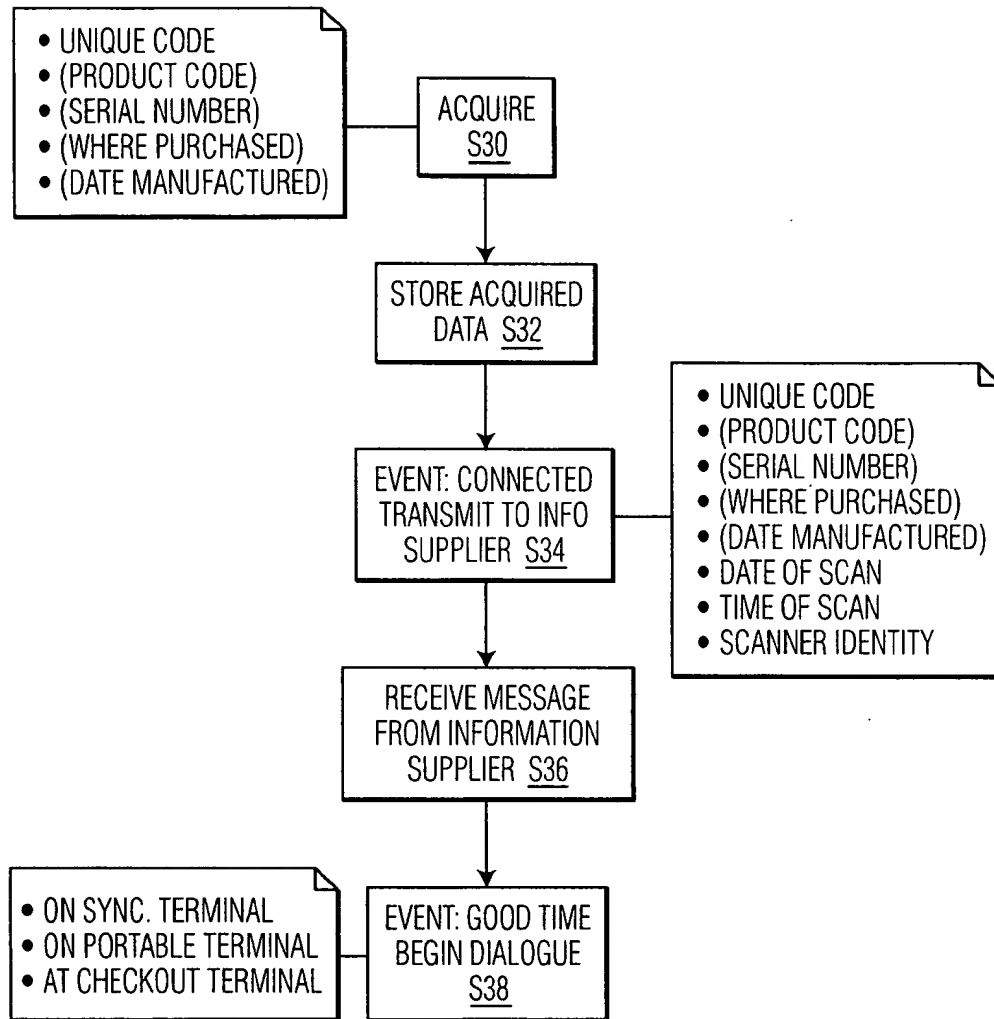 • UNIQUE CODE
• (PRODUCT CODE)
• (SERIAL NUMBER)
• (WHERE PURCHASED)
• (DATE MANUFACTURED)
ACQUIRE
S30
STORE ACQUIRED
DATA S32
EVENT: CONNECTED
TRANSMIT TO INFO
SUPPLIER S34
• UNIQUE CODE
• (PRODUCT CODE)
• (SERIAL NUMBER)
• (WHERE PURCHASED)
• (DATE MANUFACTURED)
• DATE OF SCAN
• TIME OF SCAN
• SCANNER IDENTITY
RECEIVE MESSAGE
FROM INFORMATION
SUPPLIER S36
• ON SYNC. TERMINAL
• ON PORTABLE TERMINAL
• AT CHECKOUT TERMINAL
EVENT: GOOD TIME
BEGIN DIALOGUE
S38